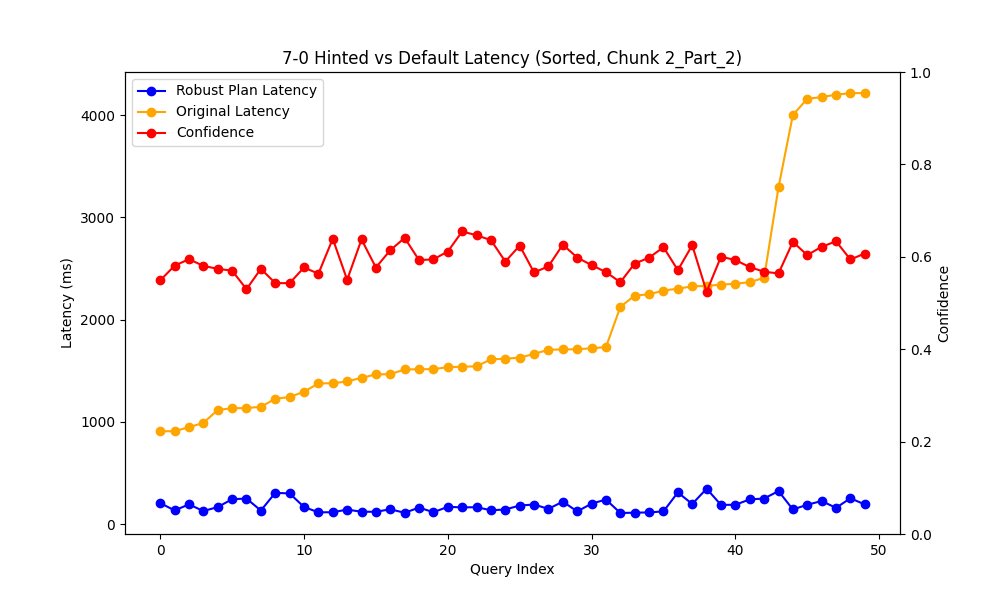 7-0 Hinted vs Default Latency (Sorted, Chunk 2_Part_2)
Robust Plan Latency
Original Latency
Confidence
Latency (ms)
4000
3000
2000
1000
0
1.0
0.8
0.6
0.4
0.2
0.0
Confidence
0 10 20 30 40 50
Query Index